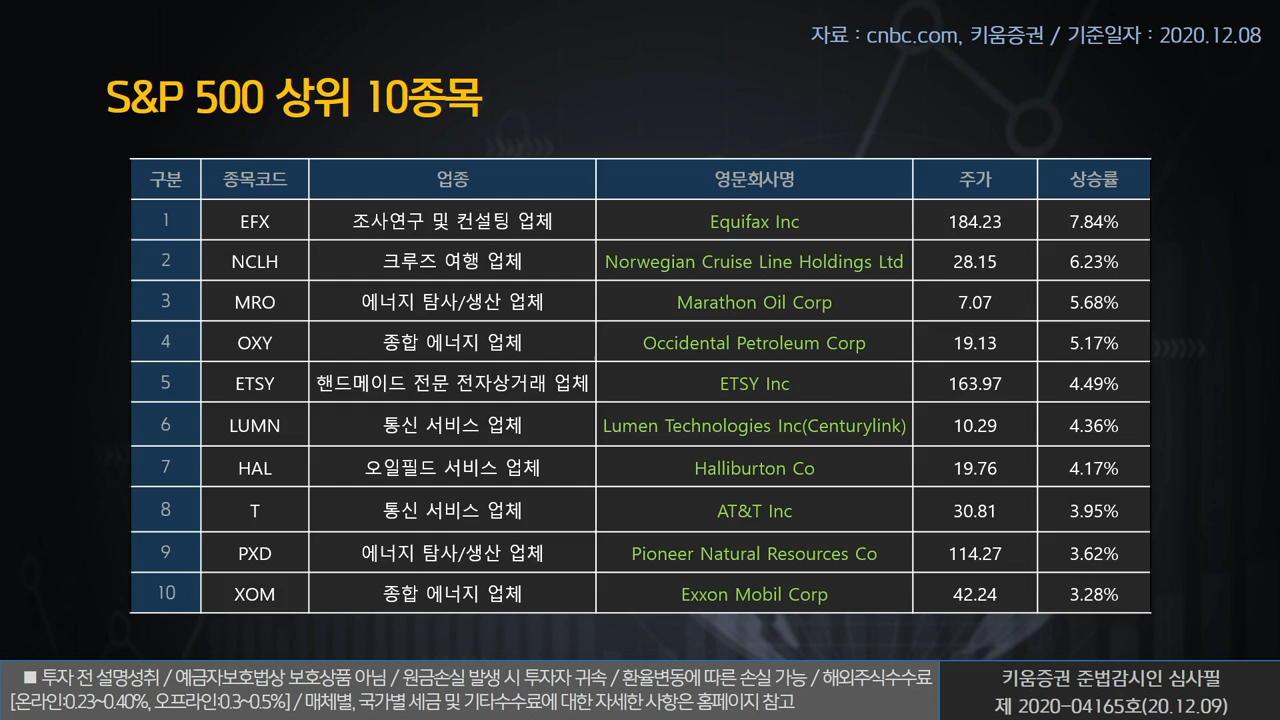 자료 : cnbc.com, 키움증권 / 기준일자 : 2020.12.08
S&P 500 상위 10종목
구분 종목코드 업종 영문회사명 주가 상승률
1 EFX 조사연구 및 컨설팅 업체 Equifax Inc 184.23 7.84%
2 NCLH 크루즈 여행 업체 Norwegian Cruise Line Holdings Ltd 28.15 6.23%
3 MRO 에너지 탐사/생산 업체 Marathon Oil Corp 7.07 5.68%
4 OXY 종합 에너지 업체 Occidental Petroleum Corp 19.13 5.17%
5 ETSY 핸드메이드 전문 전자상거래 업체 ETSY Inc 163.97 4.49%
6 LUMN 통신 서비스 업체 Lumen Technologies Inc(Centurylink) 10.29 4.36%
7 HAL 오일필드 서비스 업체 Halliburton Co 19.76 4.17%
8 T 통신 서비스 업체 AT&T Inc 30.81 3.95%
9 PXD 에너지 탐사/생산 업체 Pioneer Natural Resources Co 114.27 3.62%
10 XOM 종합 에너지 업체 Exxon Mobil Corp 42.24 3.28%
■ 투자 전 설명성취 / 예금자보호법상 보호상품 아님 / 원금손실 발생 시 투자자 귀속 / 환율변동에 따른 손실 가능 / 해외주식수수료
[온라인:0.23~0.40%, 오프라인:0.3~0.5%] / 매체별, 국가별 세금 및 기타수수료에 대한 자세한 사항은 홈페이지 참고
키움증권 준법감시인 심사필
제 2020-04165호(20.12.09)